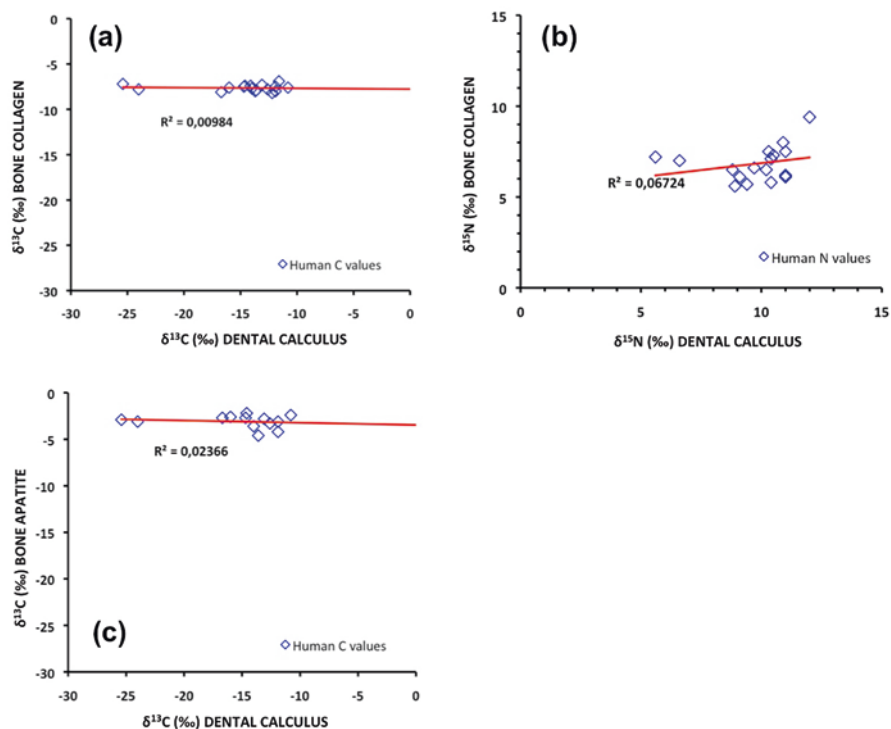 (a)
0
-5
-10
-15
-20
-25
-30
δ¹³C (‰) BONE COLLAGEN
R² = 0,00984
Human C values
-30 -25 -20 -15 -10 -5 0
δ¹³C (‰) DENTAL CALCULUS
(b)
15
10
5
0
δ¹⁵N (‰) BONE COLLAGEN
R² = 0,06724
Human N values
0 5 10 15
δ¹⁵N (‰) DENTAL CALCULUS
0
-5
-10
-15
-20
-25
-30
δ¹³C (‰) BONE APATITE
R² = 0,02366
(c)
Human C values
-30 -25 -20 -15 -10 -5 0
δ¹³C (‰) DENTAL CALCULUS